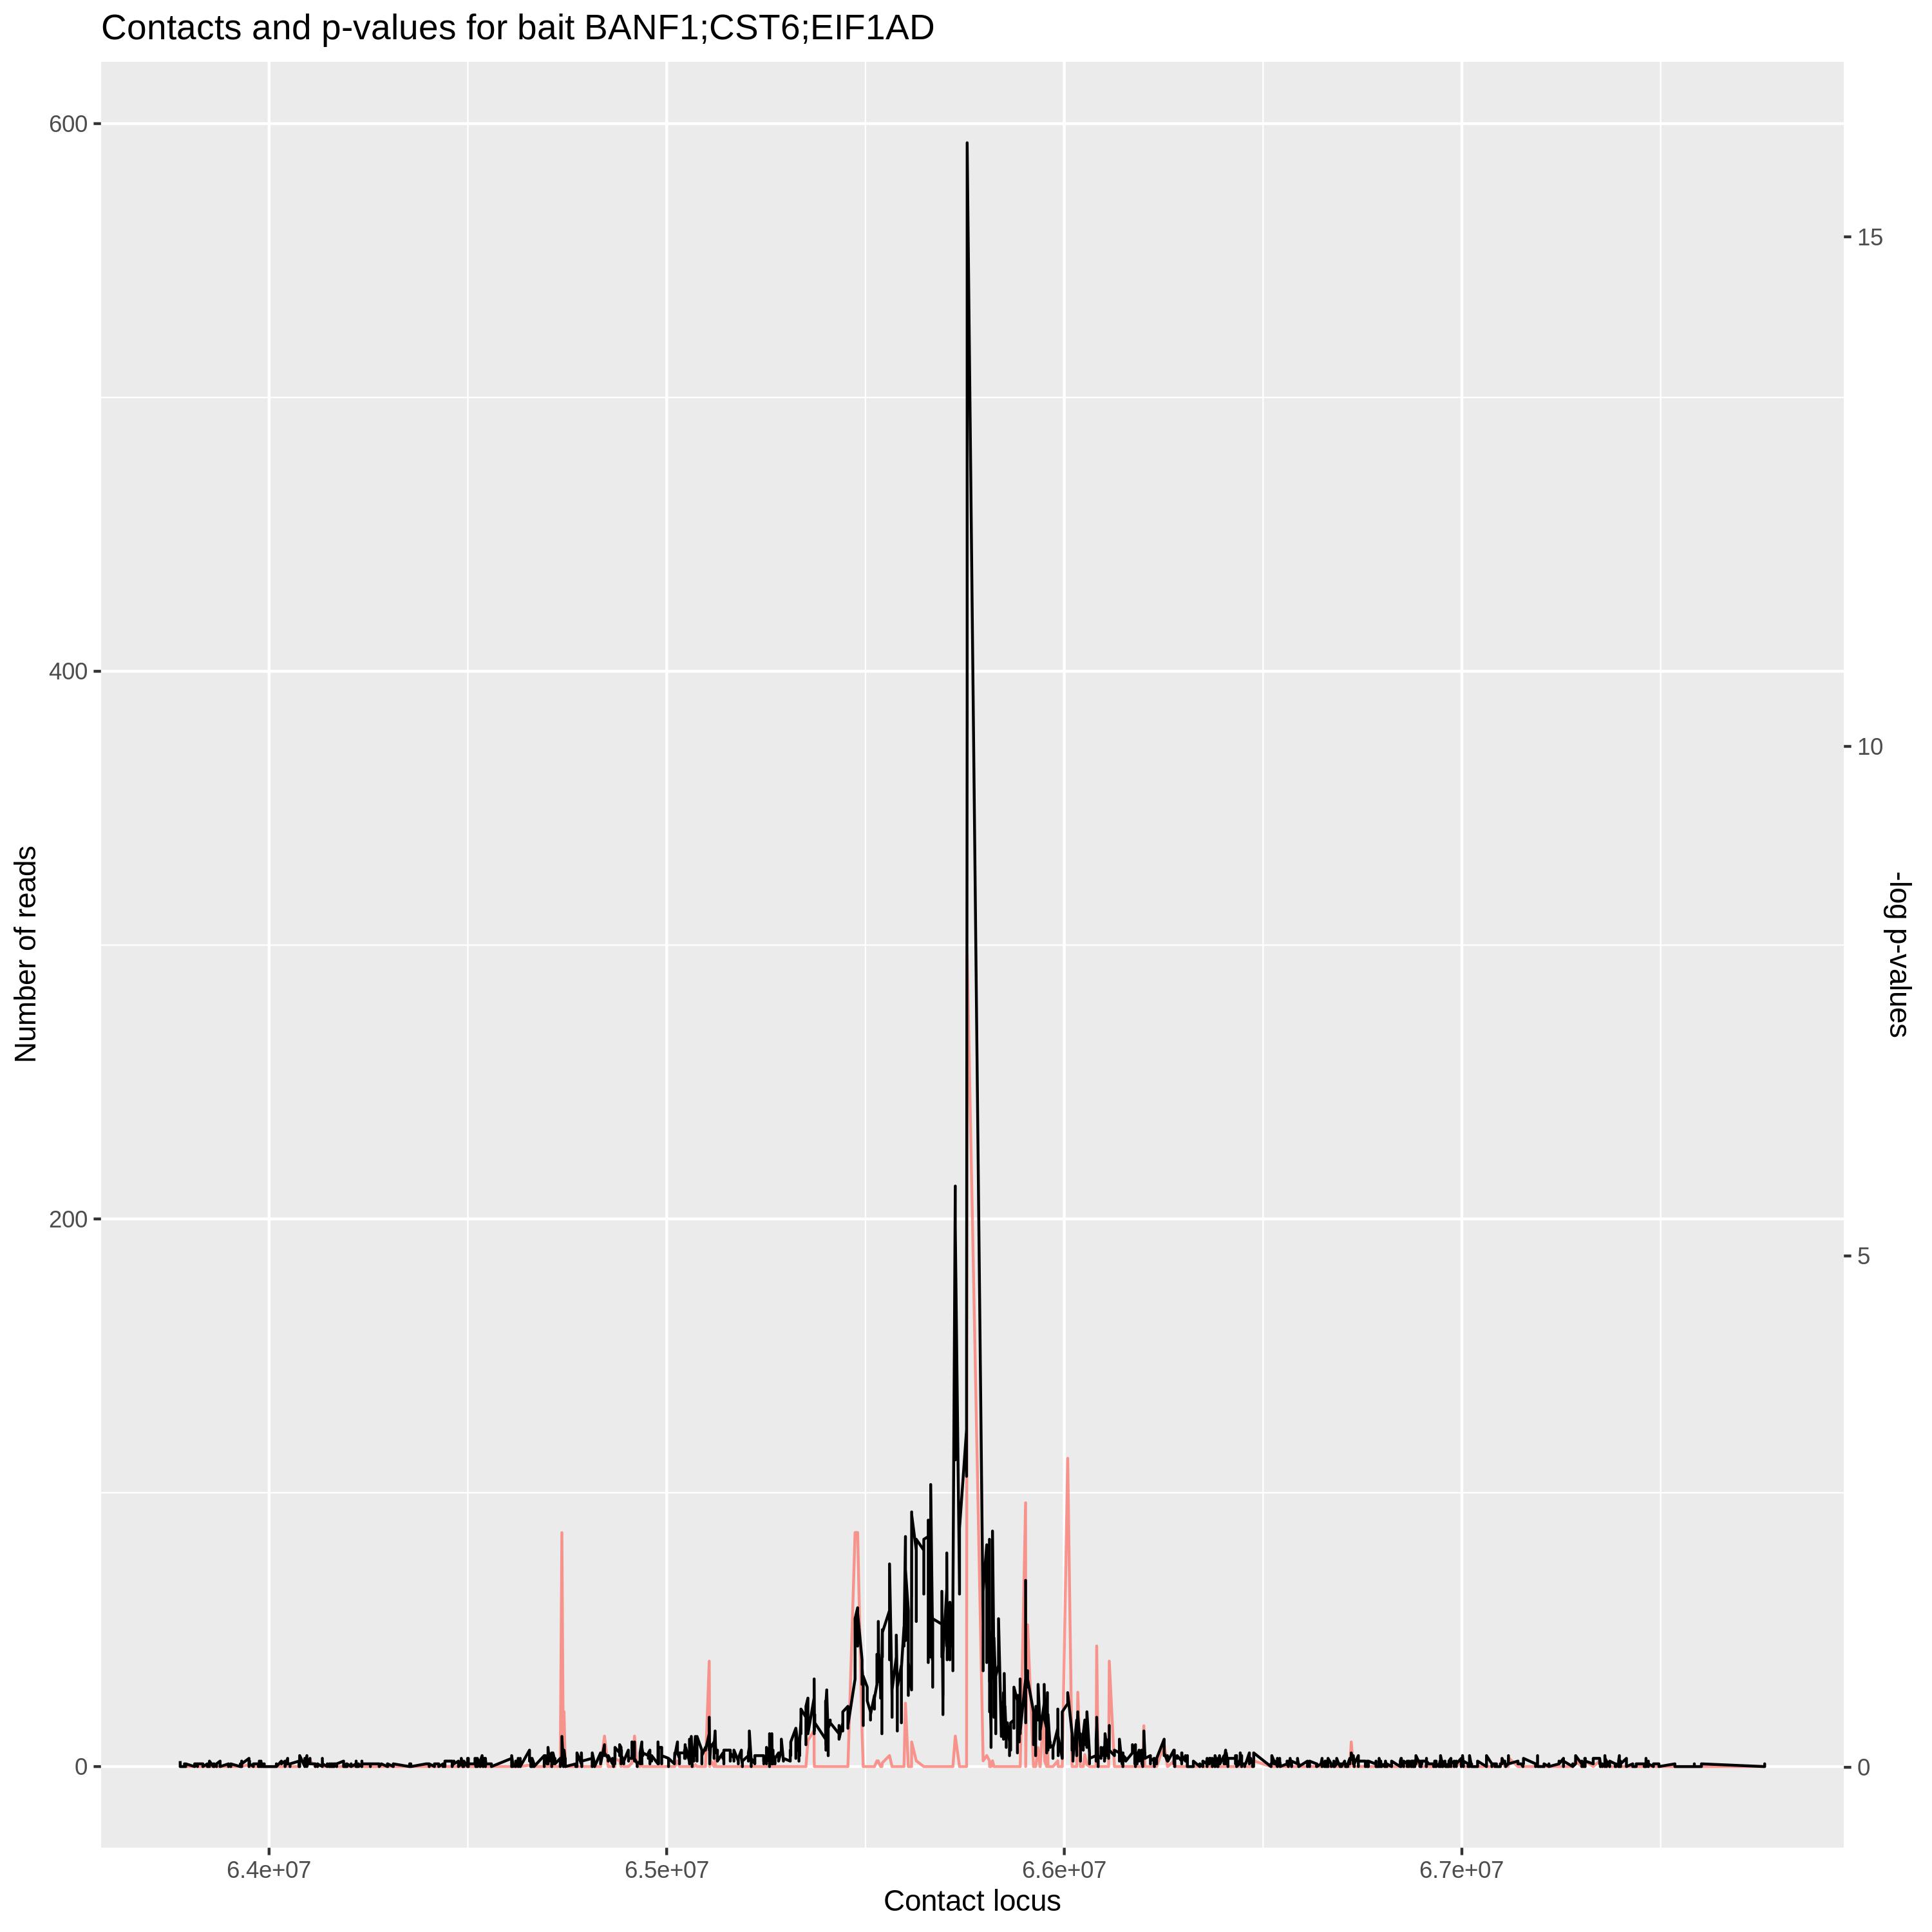 Contacts and p-values for bait BANF1;CST6;EIF1AD
600
400
200
0
Number of reads
15
10
5
0
-log p-values
6.4e+07
6.5e+07
6.6e+07
6.7e+07
Contact locus